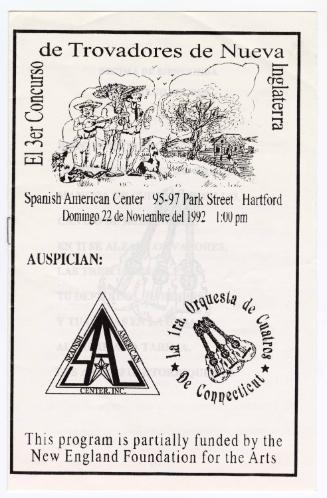 El 3er Concurso
de Trovadores de Nueva
Inglaterra
Spanish American Center 95-97 Park Street Hartford
Domingo 22 de Noviembre del 1992 1:00 pm
AUSPICIAN:
SPANISH
AMERICAN
CENTER, INC.
SAC
La 1ra. Orquesta de Cuatros
De Connecticut
This program is partially funded by the
New England Foundation for the Arts